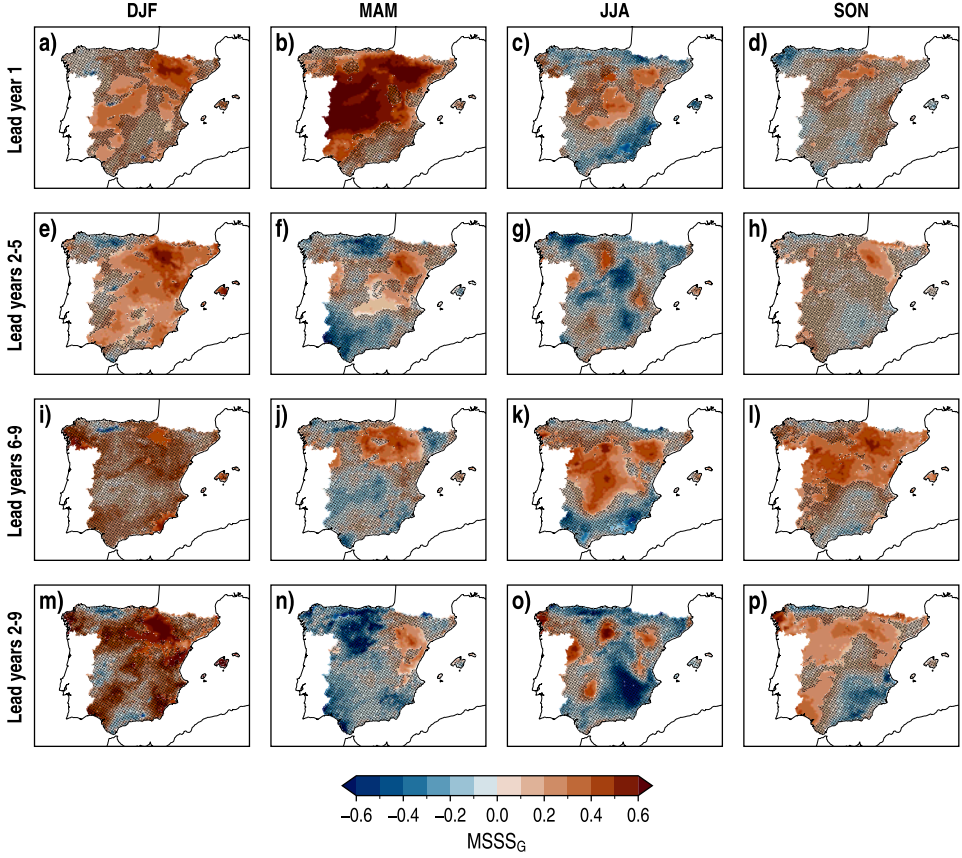 DJF MAM JJA SON
Lead year 1
a) b) c) d)
Lead years 2-5
e) f) g) h)
Lead years 6-9
i) j) k) l)
Lead years 2-9
m) n) o) p)
−0.6 −0.4 −0.2 0.0 0.2 0.4 0.6
MSSS_G